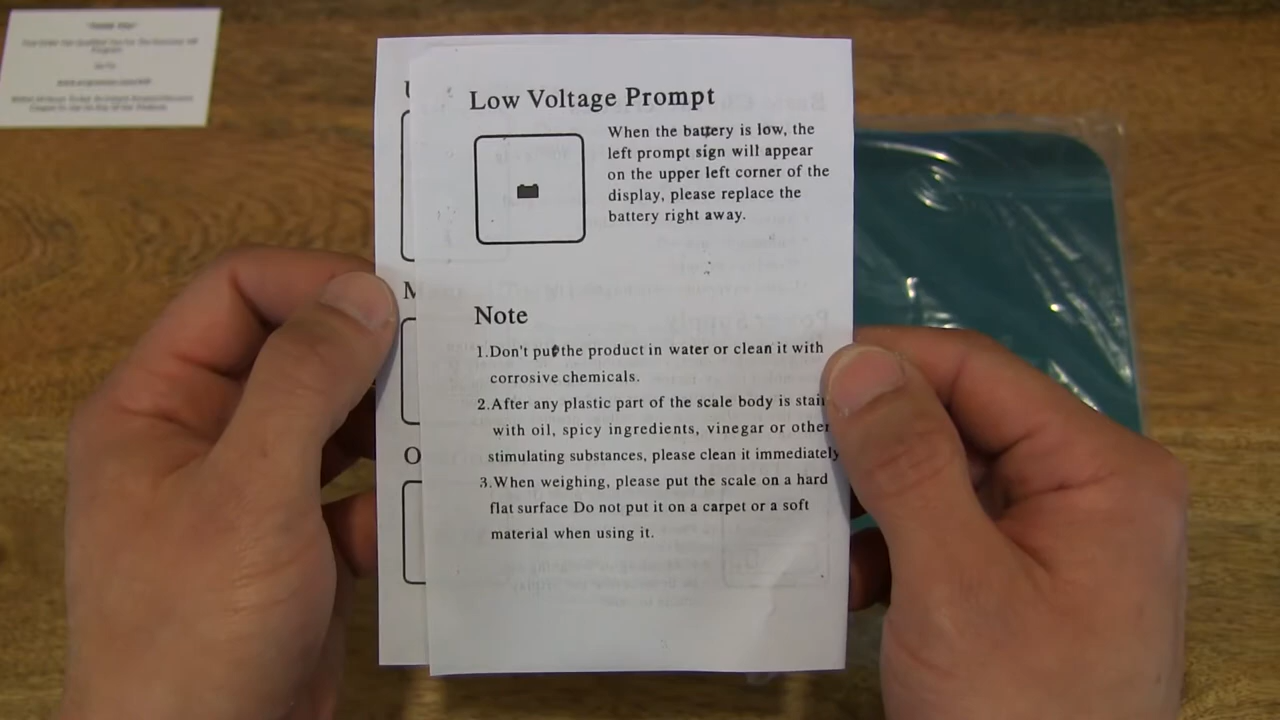 "THANK YOU"
Go To
Low Voltage Prompt
When the battery is low, the
left prompt sign will appear
on the upper left corner of the
display, please replace the
battery right away.
Note
1.Don't put the product in water or clean it with
corrosive chemicals.
2.After any plastic part of the scale body is stain
with oil, spicy ingredients, vinegar or other
stimulating substances, please clean it immediately
3.When weighing, please put the scale on a hard
flat surface Do not put it on a carpet or a soft
material when using it.
M
O